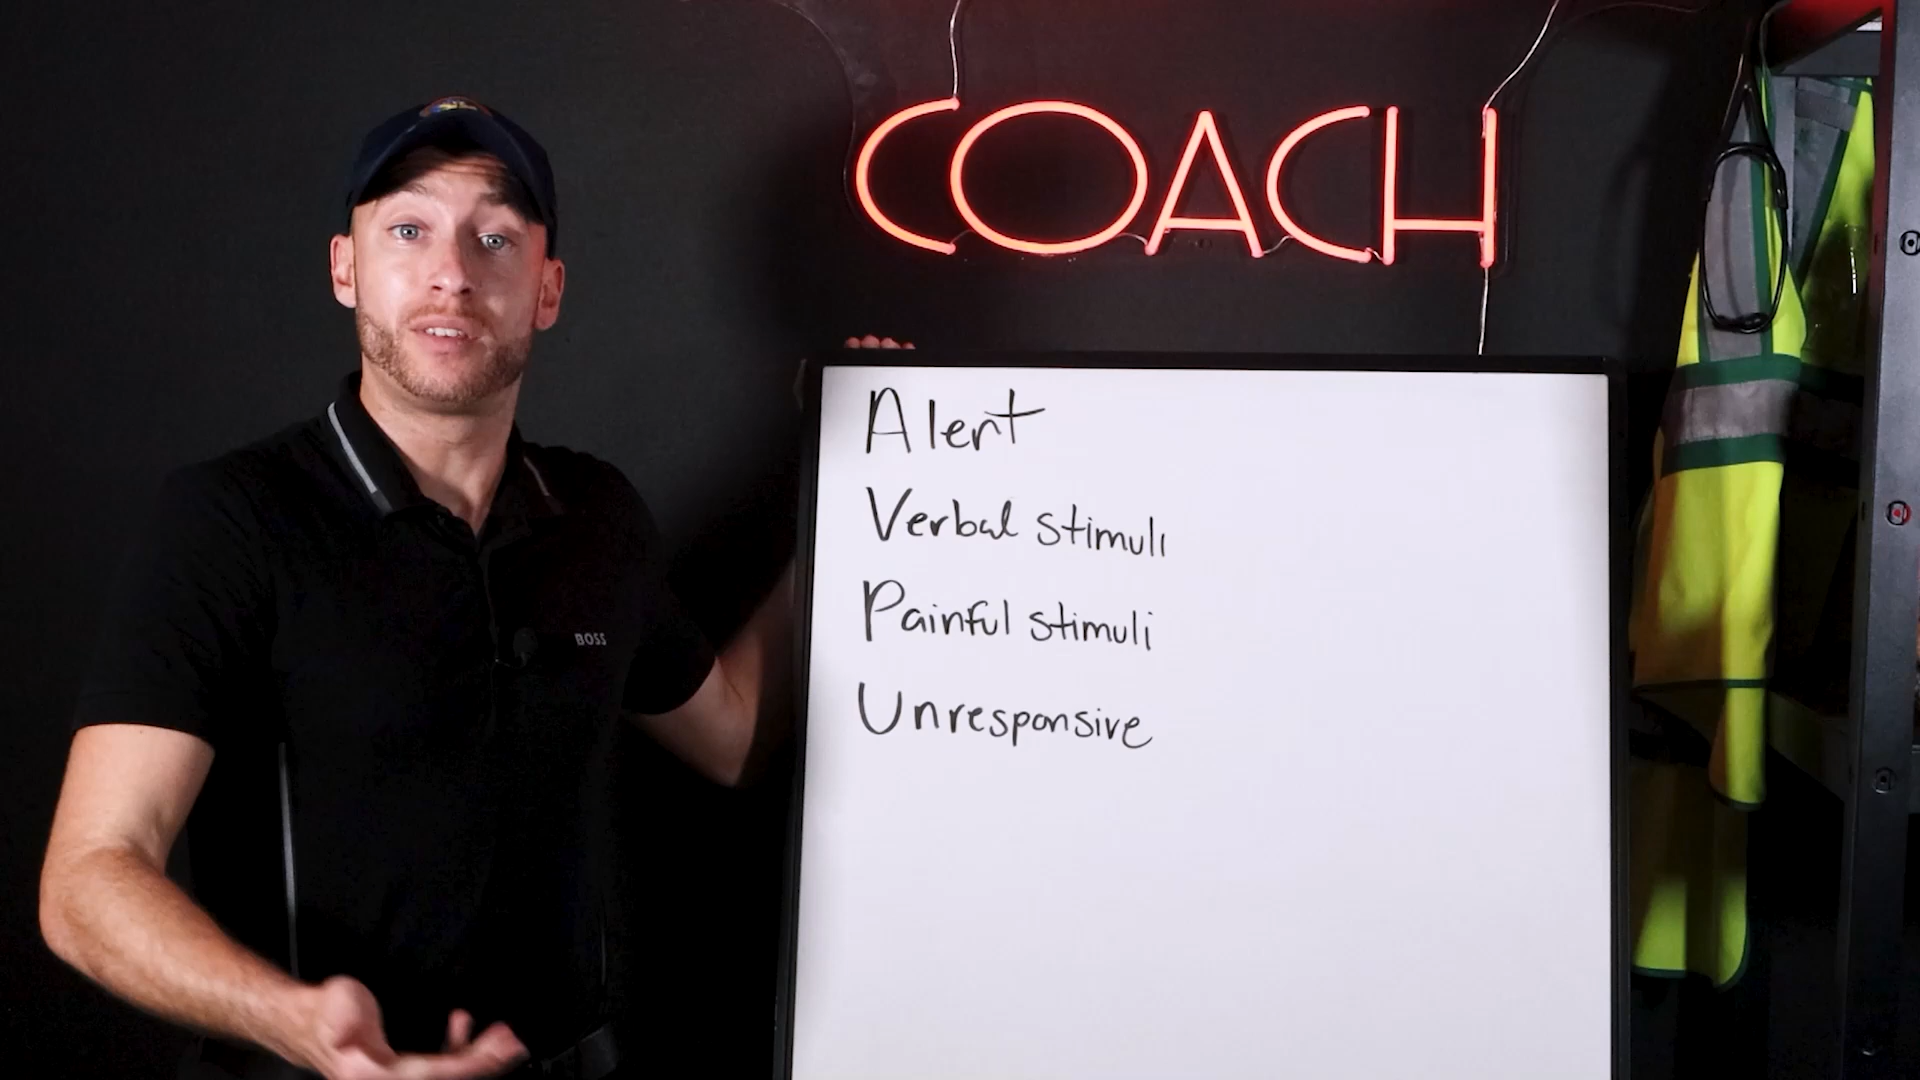 COACH
Alert
Verbal stimuli
Painful stimuli
Unresponsive
BOSS